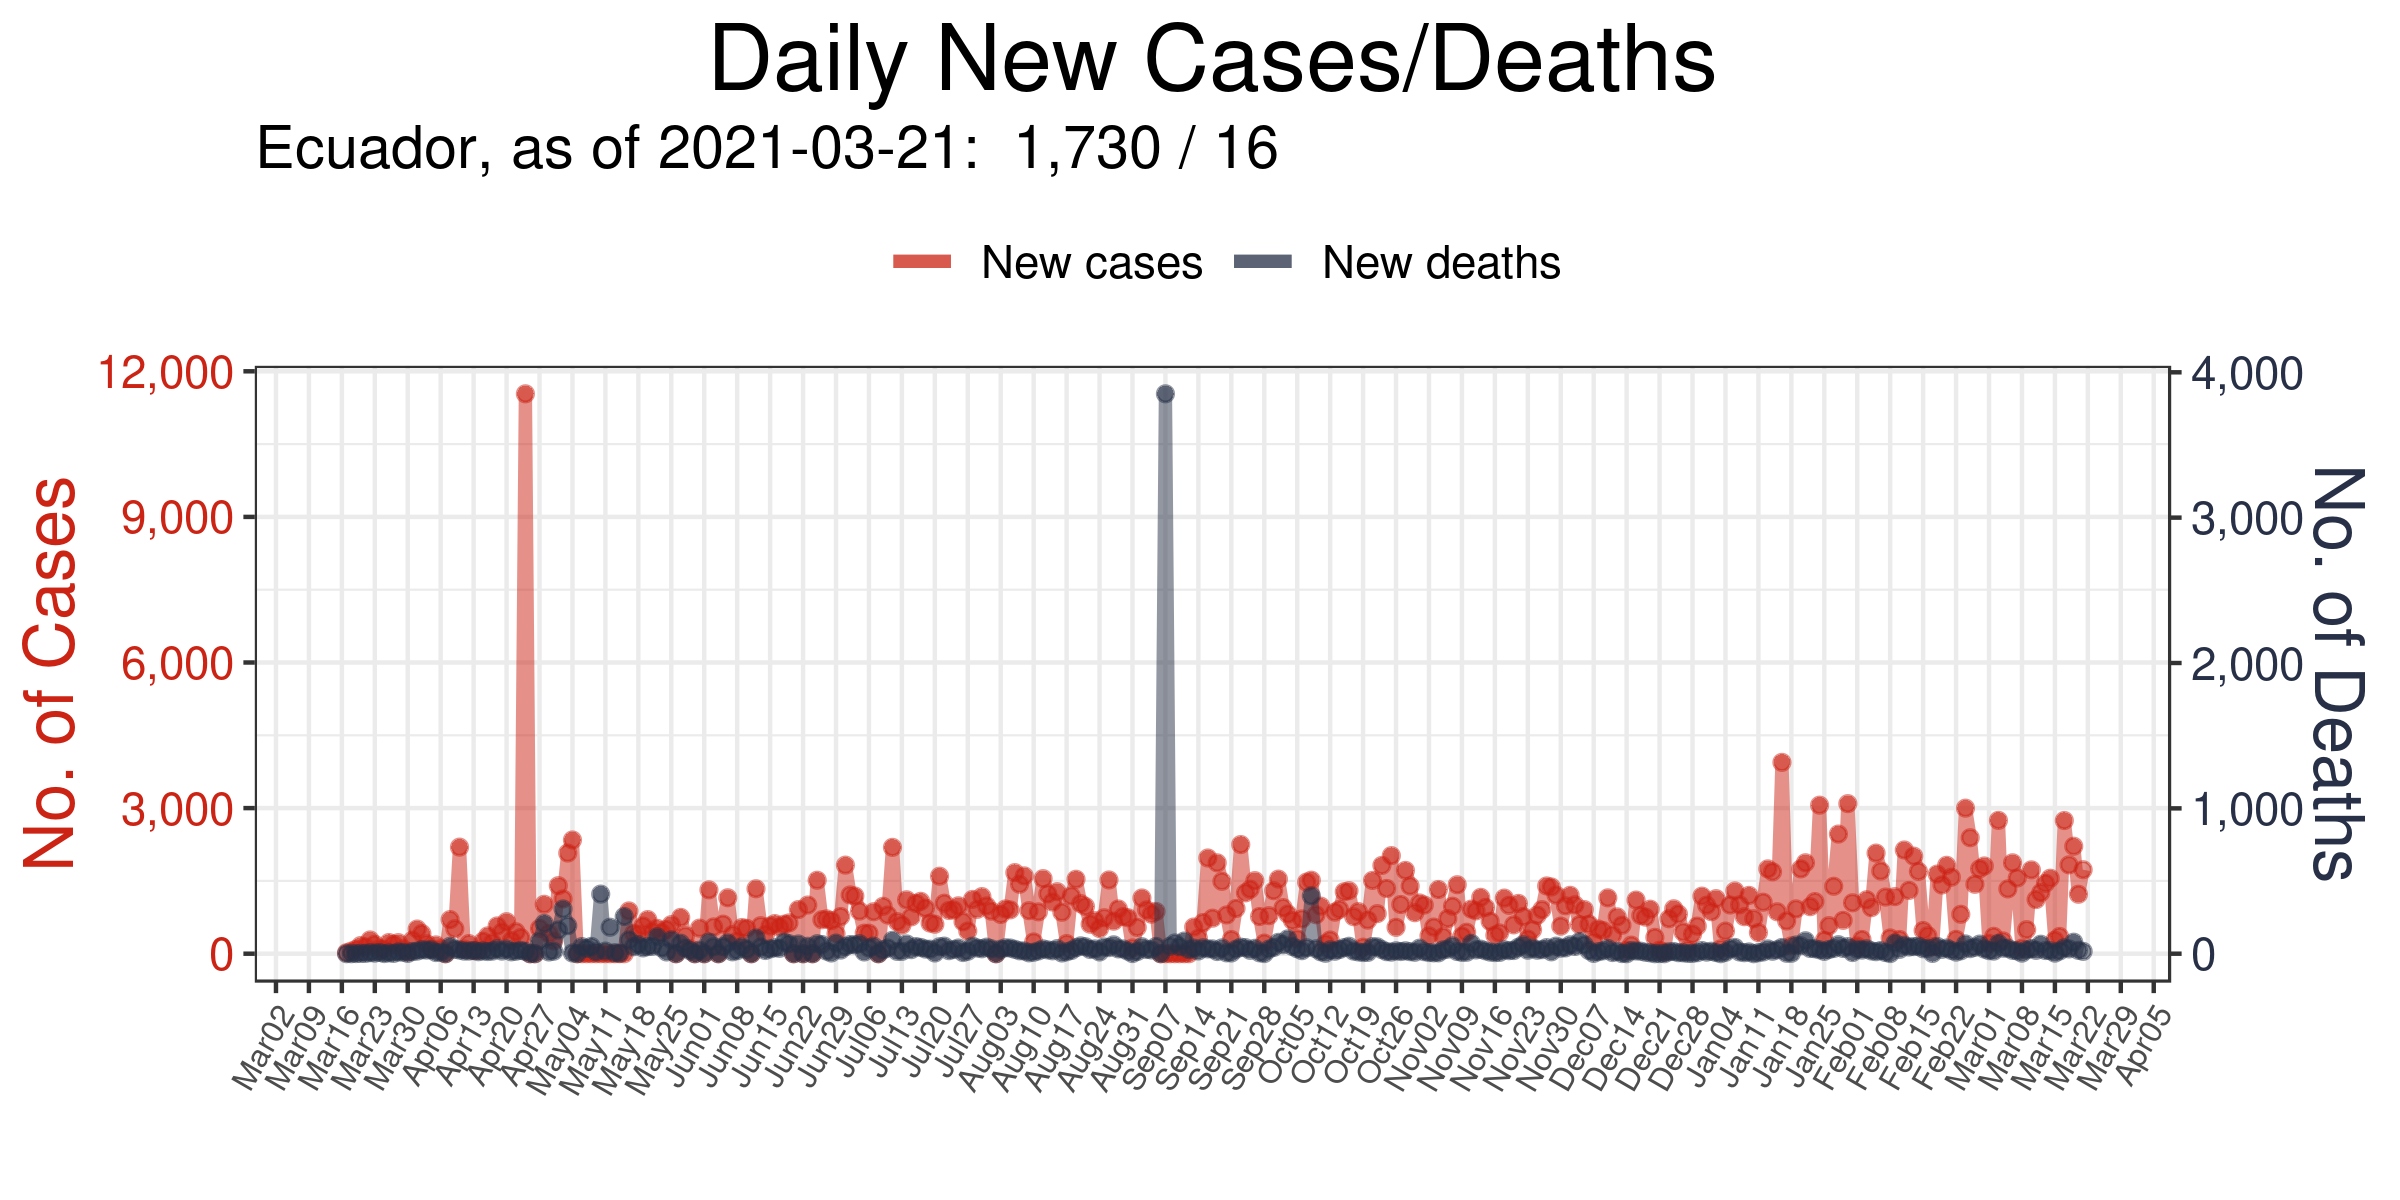 Daily New Cases/Deaths
Ecuador, as of 2021-03-21:  1,730 / 16
New cases New deaths
No. of Cases
12,000
9,000
6,000
3,000
0
4,000
3,000
2,000
1,000
0
No. of Deaths
Mar02 Mar09 Mar16 Mar23 Mar30 Apr06 Apr13 Apr20 Apr27 May04 May11 May18 May25 Jun01 Jun08 Jun15 Jun22 Jun29 Jul06 Jul13 Jul20 Jul27 Aug03 Aug10 Aug17 Aug24 Aug31 Sep07 Sep14 Sep21 Sep28 Oct05 Oct12 Oct19 Oct26 Nov02 Nov09 Nov16 Nov23 Nov30 Dec07 Dec14 Dec21 Dec28 Jan04 Jan11 Jan18 Jan25 Feb01 Feb08 Feb15 Feb22 Mar01 Mar08 Mar15 Mar22 Mar29 Apr05